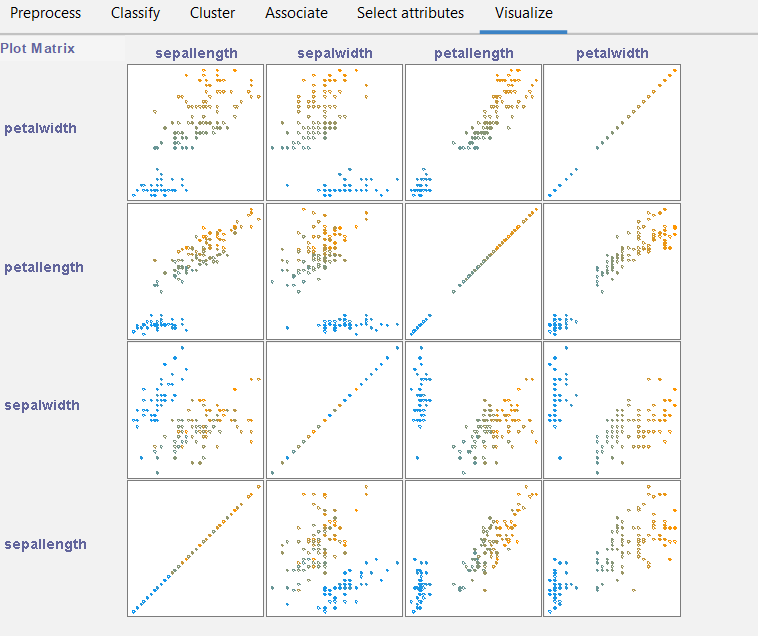 Preprocess Classify Cluster Associate Select attributes Visualize
Plot Matrix sepallength sepalwidth petallength petalwidth
petalwidth
petallength
sepalwidth
sepallength